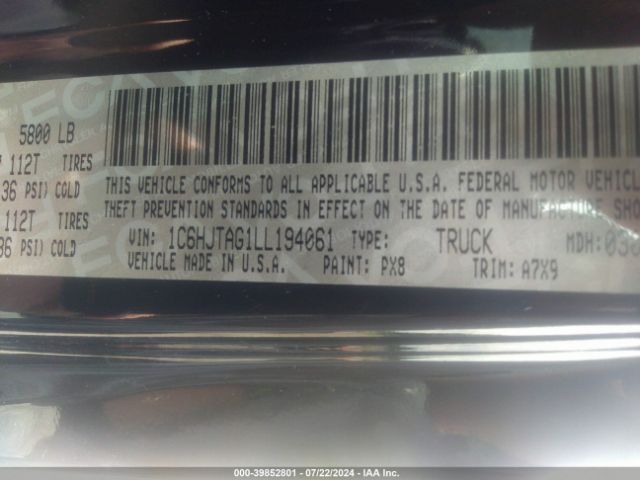 5800 LB
112T TIRES
36 PSI) COLD
112T TIRES
36 PSI) COLD
THIS VEHICLE CONFORMS TO ALL APPLICABLE U.S.A. FEDERAL MOTOR VEHICL
THEFT PREVENTION STANDARDS IN EFFECT ON THE DATE OF MANUFACTURE SHO
VIN: 1C6HJTAG1LL194061 TYPE: TRUCK MDH: 030
VEHICLE MADE IN U.S.A. PAINT: PX8 TRIM: A7X9
000-39852801 - 07/22/2024 - IAA Inc.